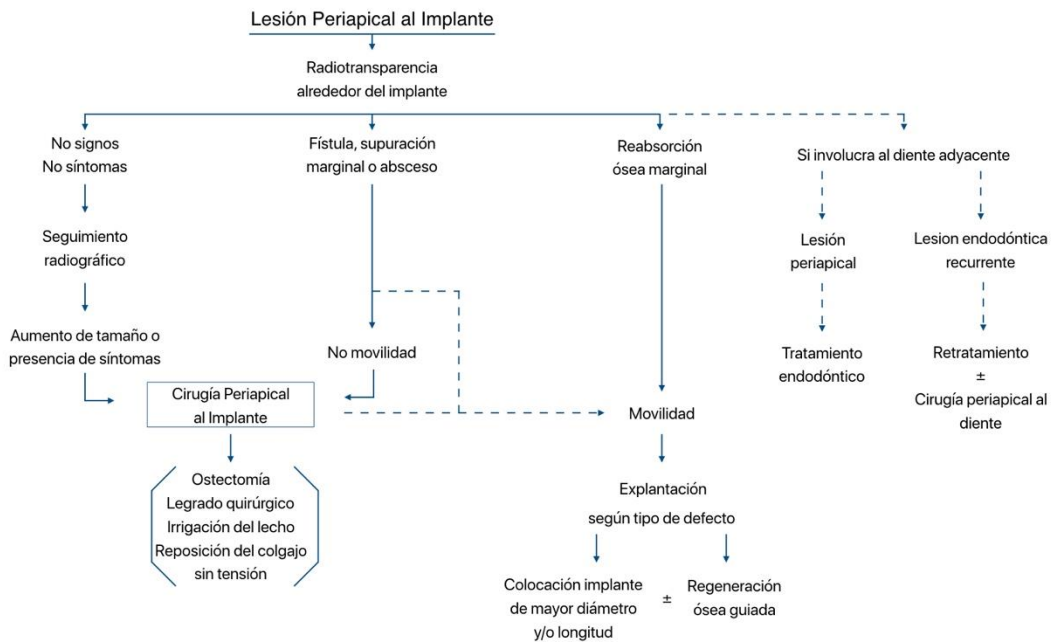 Lesión Periapical al Implante
Radiotransparencia
alrededor del implante
No signos
No síntomas
Fístula, supuración
marginal o absceso
Reabsorción
ósea marginal
Si involucra al diente adyacente
Seguimiento
radiográfico
Lesión
periapical
Lesion endodóntica
recurrente
Aumento de tamaño o
presencia de síntomas
No movilidad
Tratamiento
endodóntico
Retratamiento
±
Cirugía periapical al
diente
Cirugía Periapical
al Implante
Movilidad
Ostectomía
Legrado quirúrgico
Irrigación del lecho
Reposición del colgajo
sin tensión
Explantación
según tipo de defecto
Colocación implante
de mayor diámetro
y/o longitud
±
Regeneración
ósea guiada